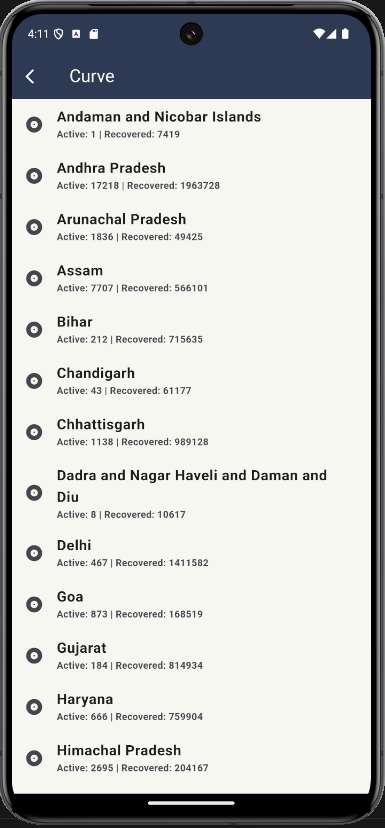 4:11
Curve
Andaman and Nicobar Islands
Active: 1 | Recovered: 7419
Andhra Pradesh
Active: 17218 | Recovered: 1963728
Arunachal Pradesh
Active: 1836 | Recovered: 49425
Assam
Active: 7707 | Recovered: 566101
Bihar
Active: 212 | Recovered: 715635
Chandigarh
Active: 43 | Recovered: 61177
Chhattisgarh
Active: 1138 | Recovered: 989128
Dadra and Nagar Haveli and Daman and
Diu
Active: 8 | Recovered: 10617
Delhi
Active: 467 | Recovered: 1411582
Goa
Active: 873 | Recovered: 168519
Gujarat
Active: 184 | Recovered: 814934
Haryana
Active: 666 | Recovered: 759904
Himachal Pradesh
Active: 2695 | Recovered: 204167